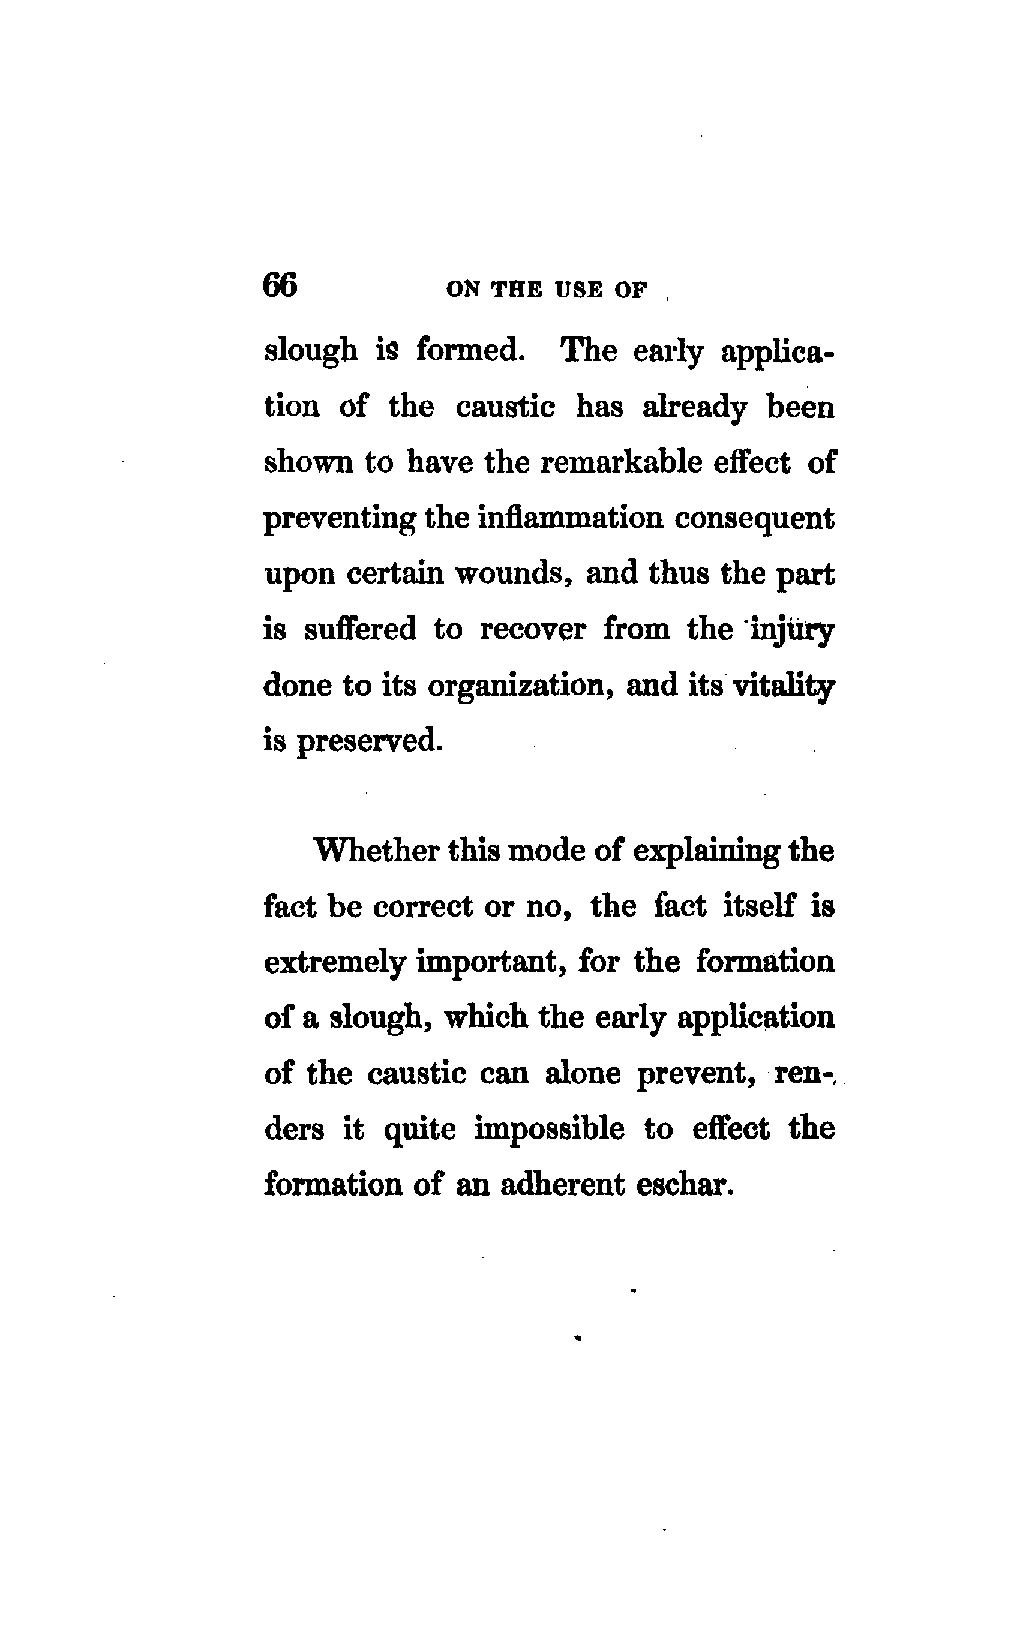 66 ON THE USE OF
slough is formed. The early applica-
tion of the caustic has already been
shown to have the remarkable effect of
preventing the inflammation consequent
upon certain wounds, and thus the part
is suffered to recover from the injury
done to its organization, and its vitality
is preserved.
Whether this mode of explaining the
fact be correct or no, the fact itself is
extremely important, for the formation
of a slough, which the early application
of the caustic can alone prevent, ren-
ders it quite impossible to effect the
formation of an adherent eschar.